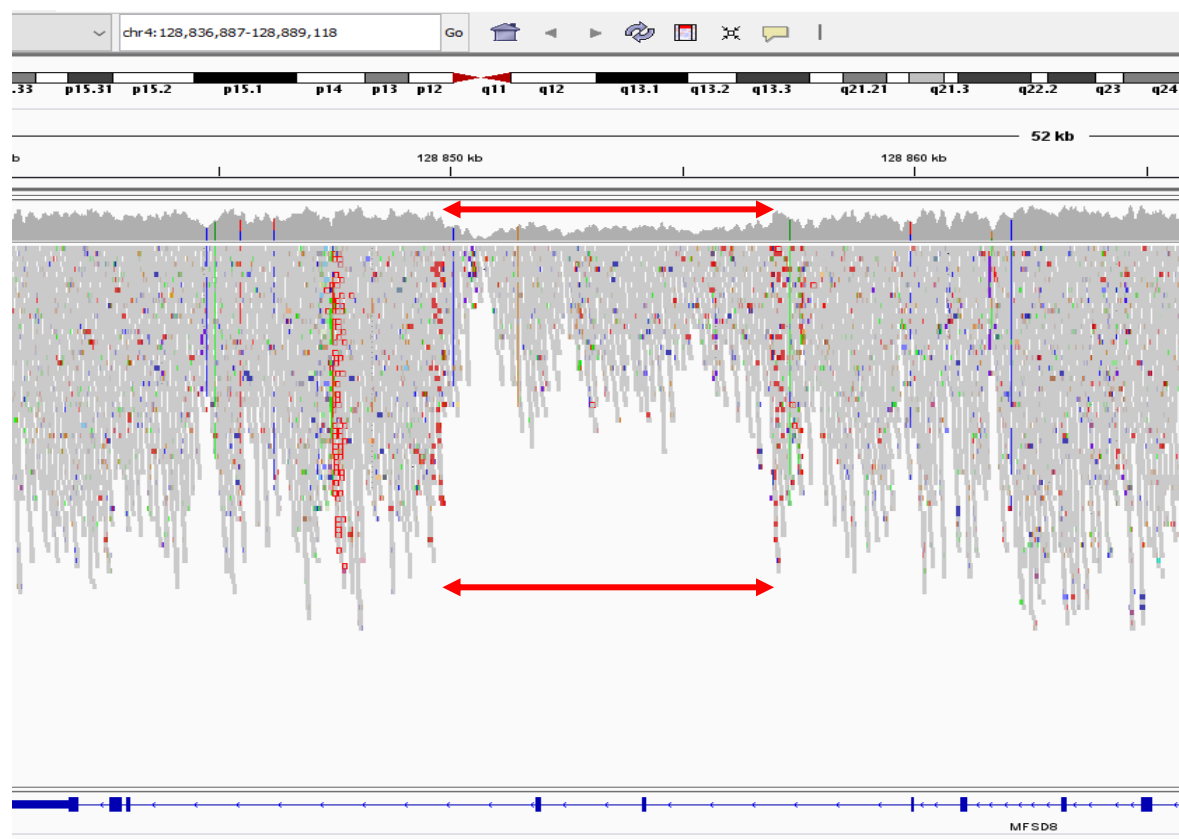 chr4:128,836,887-128,889,118 Go
.33 p15.31 p15.2 p15.1 p14 p13 p12 q11 q12 q13.1 q13.2 q13.3 q21.21 q21.3 q22.2 q23 q24
52 kb
b 128 850 kb 128 860 kb
MFSD8